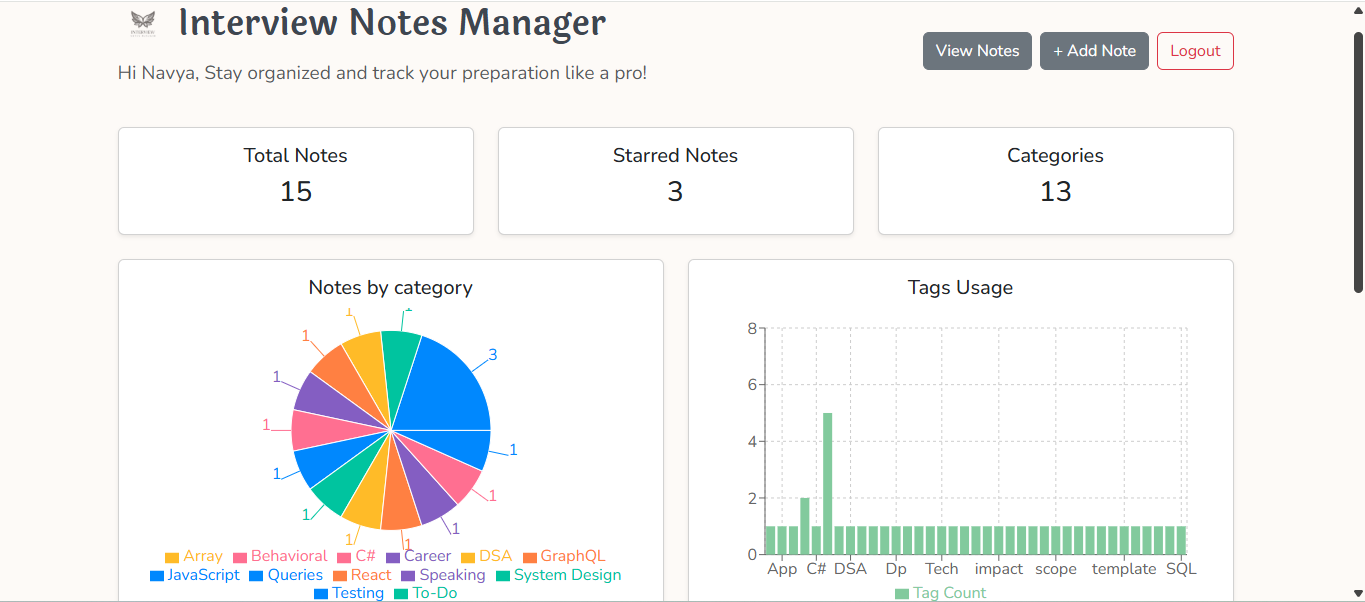 Interview Notes Manager
Hi Navya, Stay organized and track your preparation like a pro!
View Notes
+ Add Note
Logout
Total Notes
15
Starred Notes
3
Categories
13
Notes by category
1
1
1
3
1
1
1
1
1
1
1
1
1
Array Behavioral C# Career DSA GraphQL
JavaScript Queries React Speaking System Design
Testing To-Do
Tags Usage
8
6
4
2
0
App C# DSA Dp Tech impact scope template SQL
Tag Count